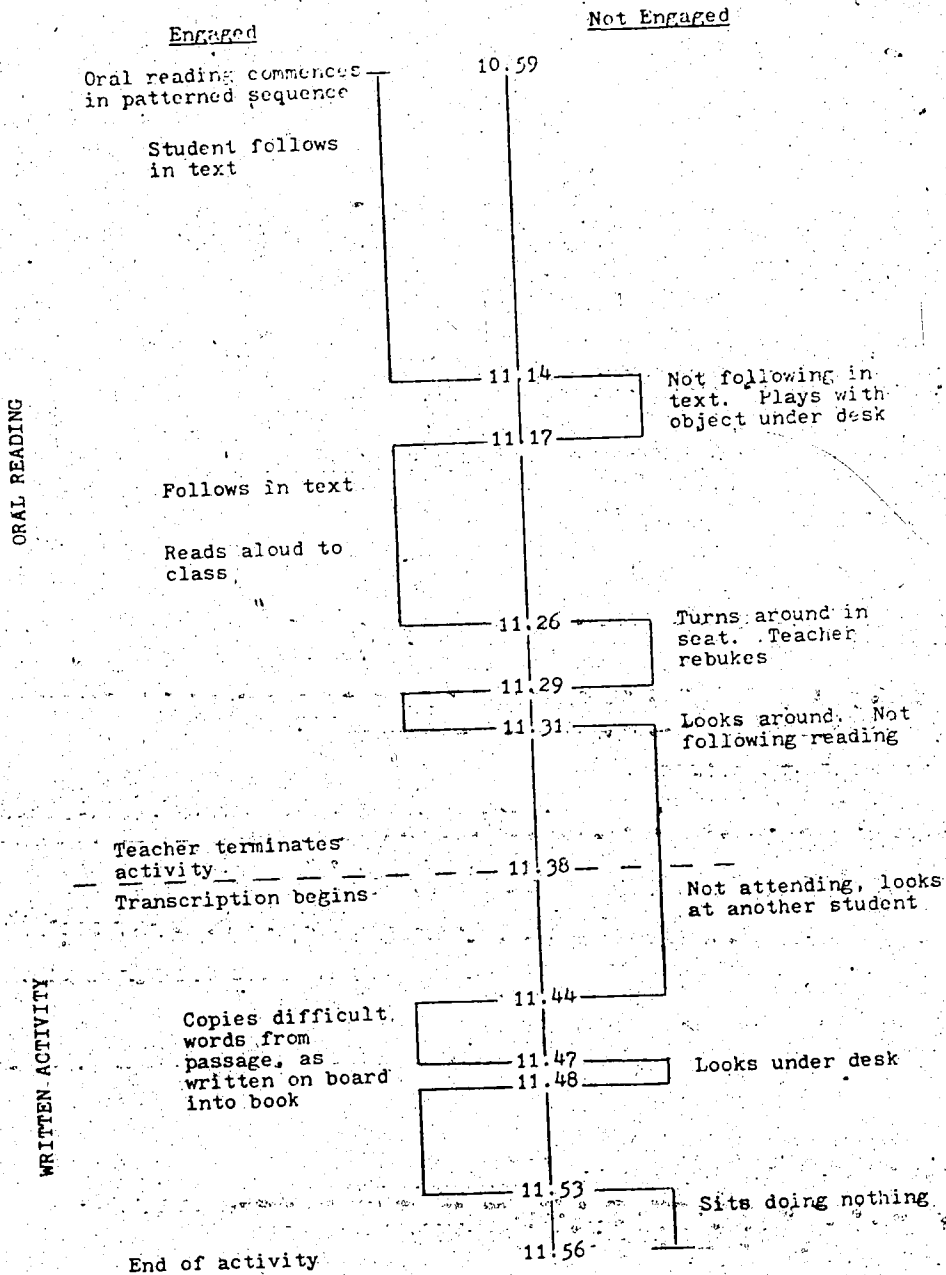 Engaged
Not Engaged
Oral reading commences
in patterned sequence
10.59
Student follows
in text
ORAL READING
11.14
Not following in
text. Plays with
object under desk
11.17
Follows in text
Reads aloud to
class
11.26
Turns around in
seat. Teacher
rebukes
11.29
11.31
Looks around. Not
following reading
Teacher terminates
activity
11.38
Transcription begins
Not attending, looks
at another student
WRITTEN ACTIVITY
11.44
Copies difficult
words from
passage, as
written on board
into book
11.47
Looks under desk
11.48
11.53
Sits doing nothing
11.56
End of activity